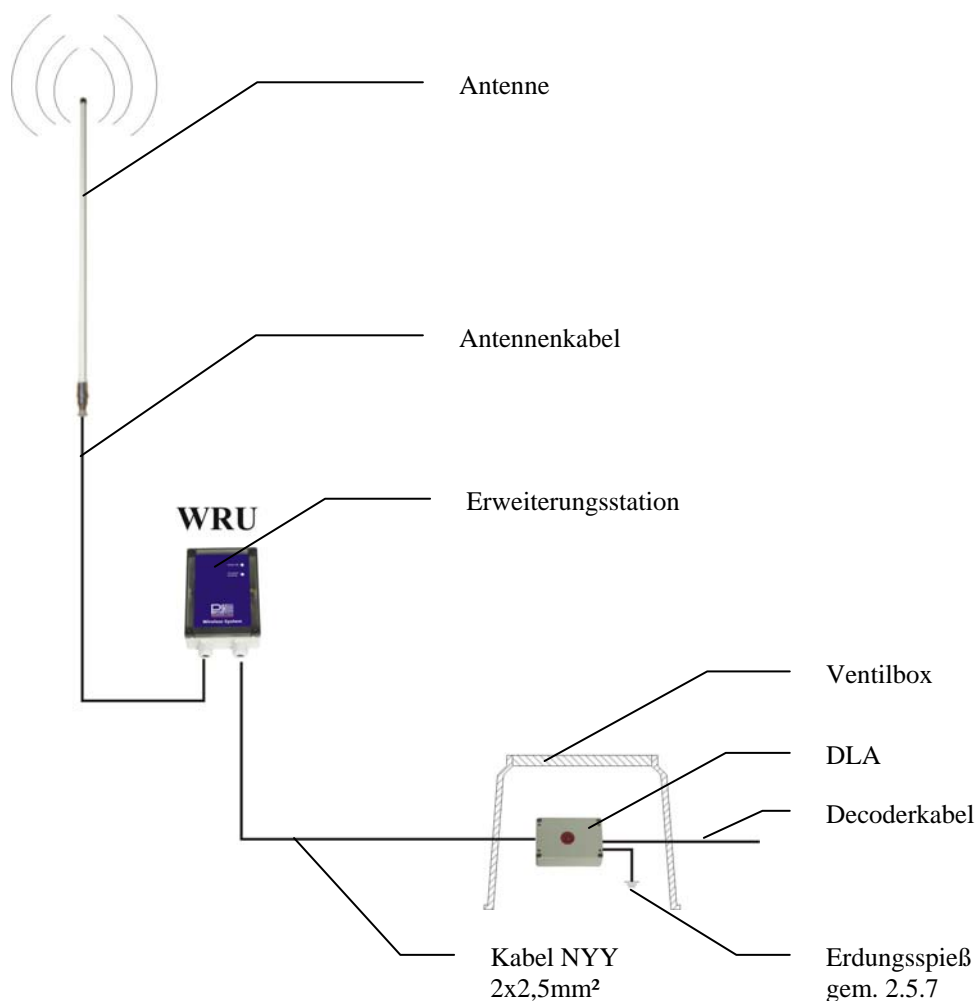 Antenne
Antennenkabel
Erweiterungsstation
WRU
Wireless System
Ventilbox
DLA
Decoderkabel
Kabel NYY
2x2,5mm²
Erdungsspieß
gem. 2.5.7